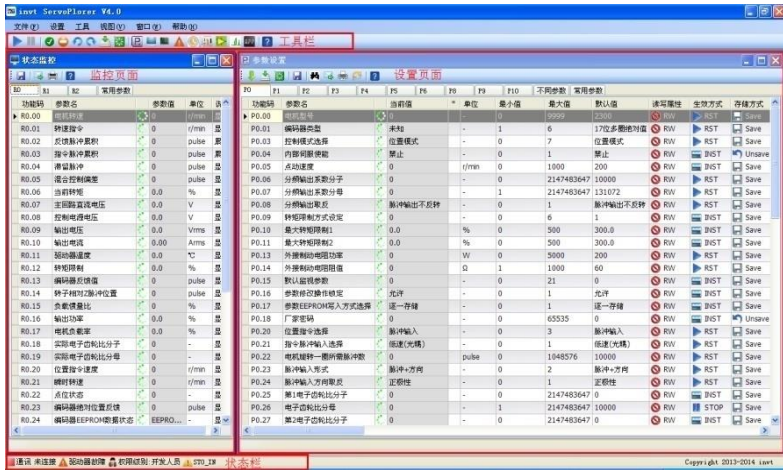 invt ServoPlorer V4.0
文件(F) 设置 工具 视图(V) 窗口(W) 帮助(H)
工具栏
状态监控
监控页面
R0 R1 R2 常用参数
功能码 参数名 参数值 单位
R0.00 电机转速 0 r/min
R0.01 转速指令 0 r/min 显
R0.02 反馈脉冲累积 0 pulse 累
R0.03 指令脉冲累积 0 pulse 累
R0.04 滞留脉冲 0 pulse 显
R0.05 混合控制偏差 0 pulse 显
R0.06 当前转矩 0.0 % 显
R0.07 主回路直流电压 0.0 V 显
R0.08 控制电源电压 0.0 V 显
R0.09 输出电压 0.0 Vrms 显
R0.10 输出电流 0.00 Arms 显
R0.11 驱动器温度 0.0 ℃ 显
R0.12 转矩限制 0.0 % 显
R0.13 编码器反馈值 0 pulse 显
R0.14 转子相对Z脉冲位置 0 pulse 显
R0.15 负载惯量比 0 % 显
R0.16 输出功率 0.0 % 显
R0.17 电机负载率 0.0 % 显
R0.18 实际电子齿轮比分子 0 - 显
R0.19 实际电子齿轮比分母 0 - 显
R0.20 位置指令速度 0 r/min 显
R0.21 瞬时转速 0 r/min 显
R0.22 点位状态 0 - 显
R0.23 编码器绝对位置反馈 0 pulse 显
R0.24 编码器EEPROM数据状态 EEPRO... - 显
参数设置
设置页面
P0 P1 P2 P3 P4 P5 P6 P8 P9 P10 不同参数 常用参数
功能码 参数名 当前值 * 单位 最小值 最大值 默认值 读写属性 生效方式 存储方式
P0.00 电机型号 0 - 0 9999 2300 RW RST Save
P0.01 编码器类型 未知 - 1 6 17位多圈绝对值 RW RST Save
P0.03 控制模式选择 位置模式 - 0 7 位置模式 RW RST Save
P0.04 内部伺服使能 禁止 - 0 1 禁止 RW INST Unsave
P0.05 点动速度 0 r/min 0 1000 200 RW INST Save
P0.06 分频输出系数分子 0 - 0 2147483647 10000 RW RST Save
P0.07 分频输出系数分母 0 - 1 2147483647 131072 RW RST Save
P0.08 分频输出取反 脉冲输出不反转 - 0 1 脉冲输出不反转 RW RST Save
P0.09 转矩限制方式设定 0 - 0 6 1 RW INST Save
P0.10 最大转矩限制1 0.0 % 0 500 300.0 RW INST Save
P0.11 最大转矩限制2 0.0 % 0 500 300.0 RW INST Save
P0.13 外接制动电阻功率 0 W 0 5000 200 RW RST Save
P0.14 外接制动电阻阻值 0 Ω 1 1000 60 RW RST Save
P0.15 默认监视参数 0 - 0 21 0 RW INST Save
P0.16 参数修改操作锁定 允许 - 0 1 允许 RW INST Save
P0.17 参数EEPROM写入方式选择 逐一存储 - 0 1 逐一存储 RW INST Save
P0.18 厂家密码 0 - 0 65535 0 RW INST Unsave
P0.20 位置指令选择 脉冲输入 - 0 3 脉冲输入 RW RST Save
P0.21 指令脉冲输入选择 低速(光耦) - 0 1 低速(光耦) RW RST Save
P0.22 电机旋转一圈所需脉冲数 0 pulse 0 1048576 10000 RW RST Save
P0.23 脉冲输入形式 脉冲+方向 - 0 2 脉冲+方向 RW RST Save
P0.24 脉冲输入方向取反 正极性 - 0 1 正极性 RW RST Save
P0.25 第1电子齿轮比分子 0 - 0 2147483647 0 RW INST Save
P0.26 电子齿轮比分母 0 - 1 2147483647 10000 RW STOP Save
P0.27 第2电子齿轮比分子 0 - 0 2147483647 0 RW INST Save
通讯 未连接 驱动器故障 权限级别:开发人员 STO_IN 状态栏
Copyright 2013-2014 invt